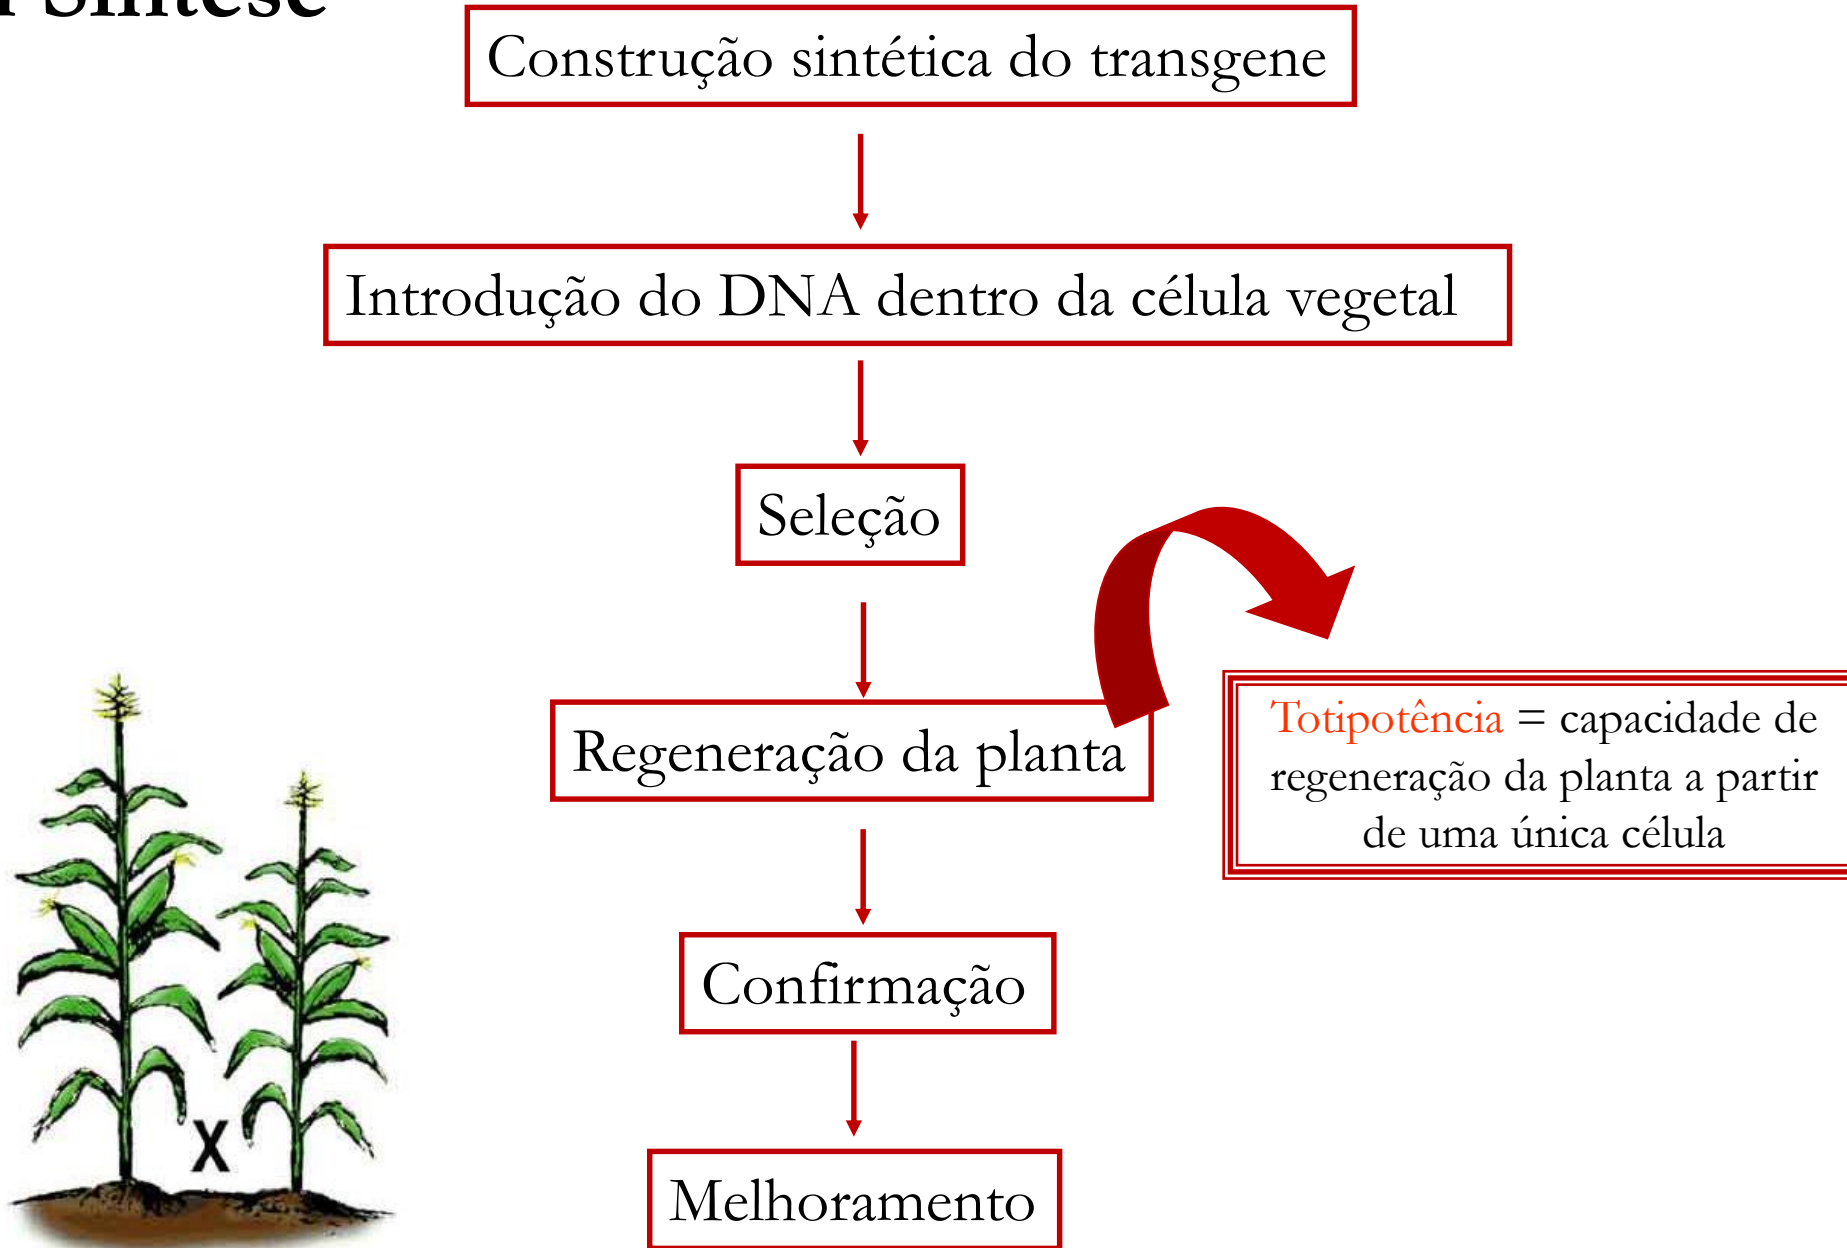 Síntese
Construção sintética do transgene
Introdução do DNA dentro da célula vegetal
Seleção
Regeneração da planta
Totipotência = capacidade de
regeneração da planta a partir
de uma única célula
Confirmação
X
Melhoramento